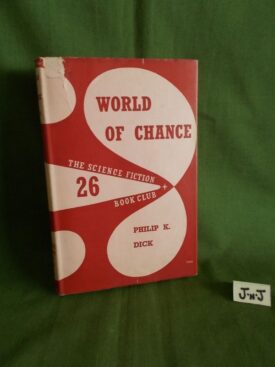 WORLD
OF CHANCE
THE SCIENCE FICTION
26
BOOK CLUB
PHILIP K.
DICK
J-n-J